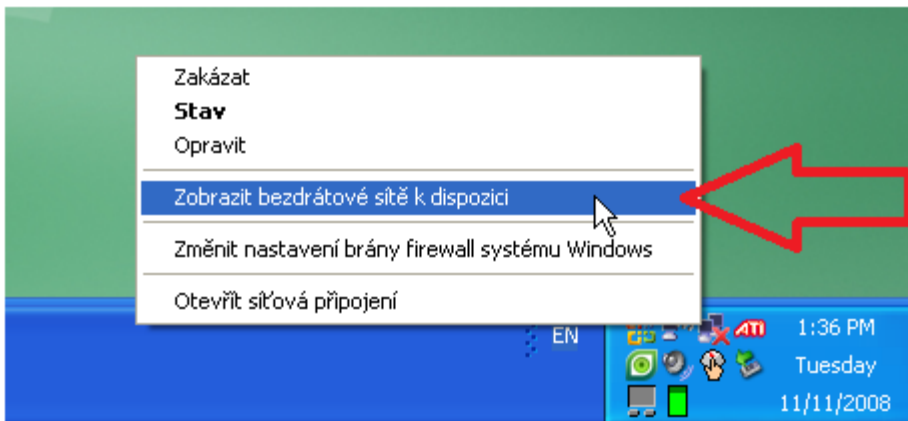 Zakázat
Stav
Opravit
Zobrazit bezdrátové sítě k dispozici
Změnit nastavení brány firewall systému Windows
Otevřít síťová připojení
EN
ATI
1:36 PM
Tuesday
11/11/2008